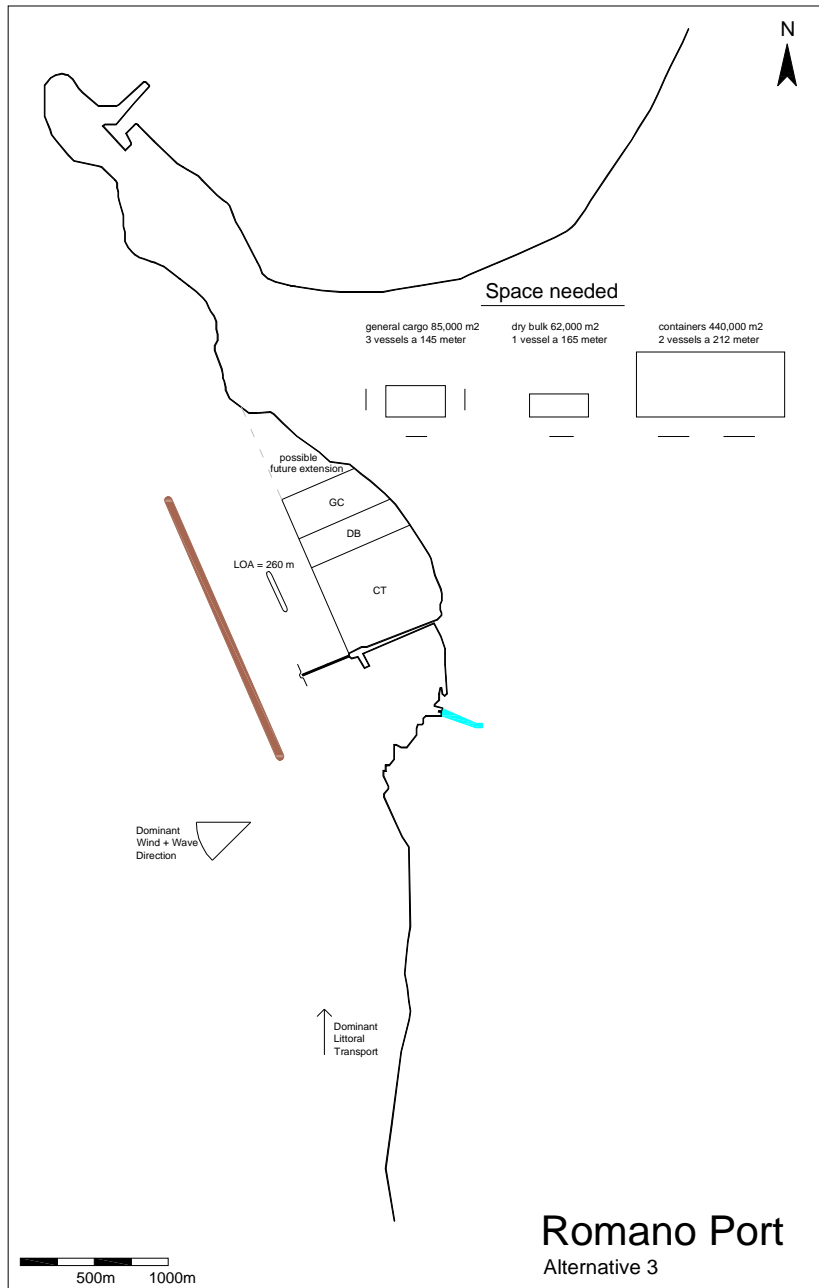 N
Space needed
general cargo 85,000 m2
3 vessels a 145 meter
dry bulk 62,000 m2
1 vessel a 165 meter
containers 440,000 m2
2 vessels a 212 meter
possible
future extension
GC
DB
LOA = 260 m
CT
Dominant
Wind + Wave
Direction
Dominant
Littoral
Transport
Romano Port
Alternative 3
500m
1000m